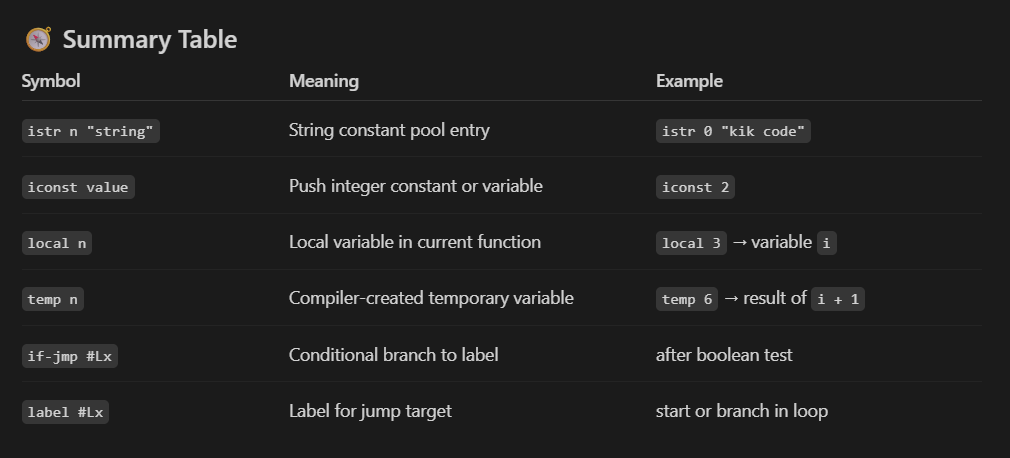 🧭 Summary Table
Symbol Meaning Example
istr n "string" String constant pool entry istr 0 "kik code"
iconst value Push integer constant or variable iconst 2
local n Local variable in current function local 3 → variable i
temp n Compiler-created temporary variable temp 6 → result of i + 1
if-jmp #Lx Conditional branch to label after boolean test
label #Lx Label for jump target start or branch in loop